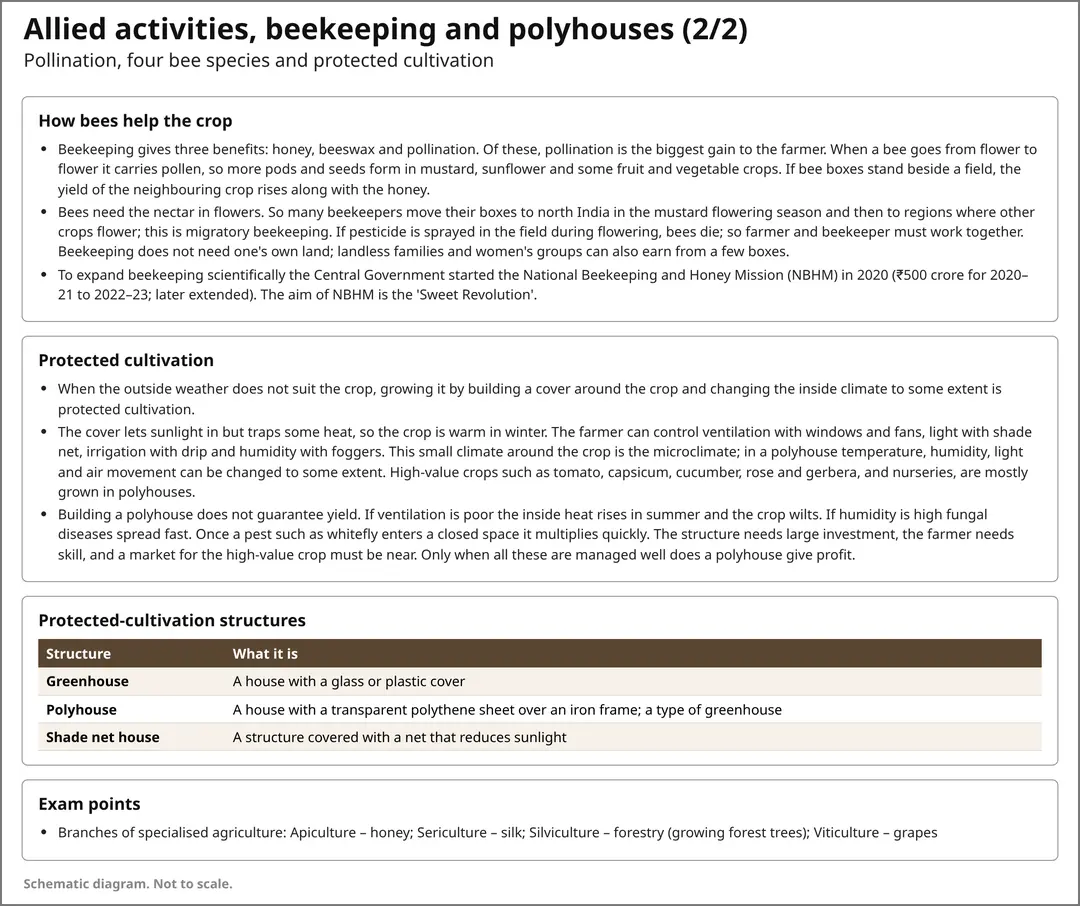 Allied activities, beekeeping and polyhouses (2/2)
Pollination, four bee species and protected cultivation
How bees help the crop
• Beekeeping gives three benefits: honey, beeswax and pollination. Of these, pollination is the biggest gain to the farmer. When a bee goes from flower to
flower it carries pollen, so more pods and seeds form in mustard, sunflower and some fruit and vegetable crops. If bee boxes stand beside a field, the
yield of the neighbouring crop rises along with the honey.
• Bees need the nectar in flowers. So many beekeepers move their boxes to north India in the mustard flowering season and then to regions where other
crops flower; this is migratory beekeeping. If pesticide is sprayed in the field during flowering, bees die; so farmer and beekeeper must work together.
Beekeeping does not need one's own land; landless families and women's groups can also earn from a few boxes.
• To expand beekeeping scientifically the Central Government started the National Beekeeping and Honey Mission (NBHM) in 2020 (₹500 crore for 2020–
21 to 2022–23; later extended). The aim of NBHM is the 'Sweet Revolution'.
Protected cultivation
• When the outside weather does not suit the crop, growing it by building a cover around the crop and changing the inside climate to some extent is
protected cultivation.
• The cover lets sunlight in but traps some heat, so the crop is warm in winter. The farmer can control ventilation with windows and fans, light with shade
net, irrigation with drip and humidity with foggers. This small climate around the crop is the microclimate; in a polyhouse temperature, humidity, light
and air movement can be changed to some extent. High-value crops such as tomato, capsicum, cucumber, rose and gerbera, and nurseries, are mostly
grown in polyhouses.
• Building a polyhouse does not guarantee yield. If ventilation is poor the inside heat rises in summer and the crop wilts. If humidity is high fungal
diseases spread fast. Once a pest such as whitefly enters a closed space it multiplies quickly. The structure needs large investment, the farmer needs
skill, and a market for the high-value crop must be near. Only when all these are managed well does a polyhouse give profit.
Protected-cultivation structures
Structure What it is
Greenhouse A house with a glass or plastic cover
Polyhouse A house with a transparent polythene sheet over an iron frame; a type of greenhouse
Shade net house A structure covered with a net that reduces sunlight
Exam points
• Branches of specialised agriculture: Apiculture – honey; Sericulture – silk; Silviculture – forestry (growing forest trees); Viticulture – grapes
Schematic diagram. Not to scale.